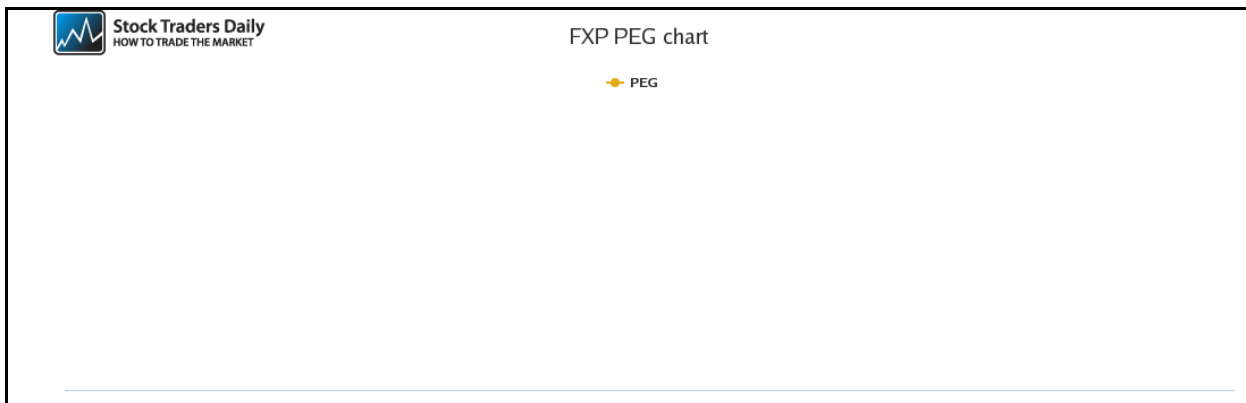 Stock Traders Daily
HOW TO TRADE THE MARKET
FXP PEG chart
PEG